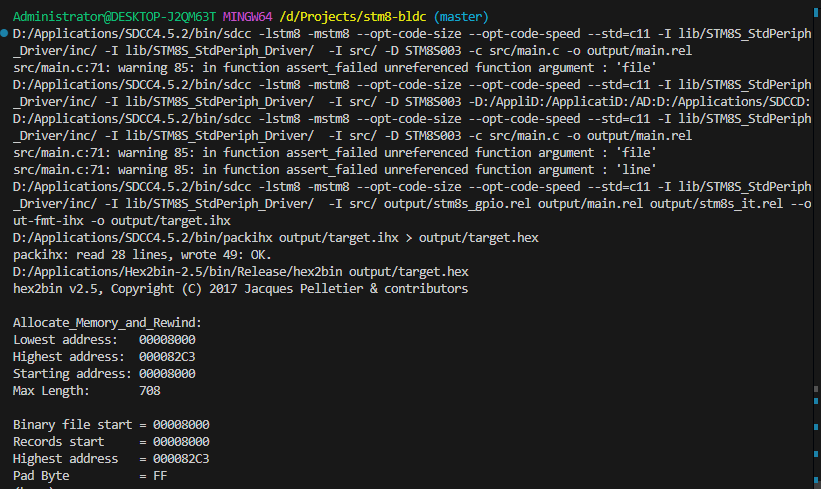 Administrator@DESKTOP-J2QM63T MINGW64 /d/Projects/stm8-bldc (master)
D:/Applications/SDCC4.5.2/bin/sdcc -lstm8 -mstm8 --opt-code-size --opt-code-speed --std=c11 -I lib/STM8S_StdPeriph
_Driver/inc/ -I lib/STM8S_StdPeriph_Driver/  -I src/ -D STM8S003 -c src/main.c -o output/main.rel
src/main.c:71: warning 85: in function assert_failed unreferenced function argument : 'file'
D:/Applications/SDCC4.5.2/bin/sdcc -lstm8 -mstm8 --opt-code-size --opt-code-speed --std=c11 -I lib/STM8S_StdPeriph
_Driver/inc/ -I lib/STM8S_StdPeriph_Driver/  -I src/ -D STM8S003 -D:/AppliD:/ApplicatiD:/AD:D:/Applications/SDCCD:
D:/Applications/SDCC4.5.2/bin/sdcc -lstm8 -mstm8 --opt-code-size --opt-code-speed --std=c11 -I lib/STM8S_StdPeriph
_Driver/inc/ -I lib/STM8S_StdPeriph_Driver/  -I src/ -D STM8S003 -c src/main.c -o output/main.rel
src/main.c:71: warning 85: in function assert_failed unreferenced function argument : 'file'
src/main.c:71: warning 85: in function assert_failed unreferenced function argument : 'line'
D:/Applications/SDCC4.5.2/bin/sdcc -lstm8 -mstm8 --opt-code-size --opt-code-speed --std=c11 -I lib/STM8S_StdPeriph
_Driver/inc/ -I lib/STM8S_StdPeriph_Driver/  -I src/ output/stm8s_gpio.rel output/main.rel output/stm8s_it.rel --o
ut-fmt-ihx -o output/target.ihx
D:/Applications/SDCC4.5.2/bin/packihx output/target.ihx > output/target.hex
packihx: read 28 lines, wrote 49: OK.
D:/Applications/Hex2bin-2.5/bin/Release/hex2bin output/target.hex
hex2bin v2.5, Copyright (C) 2017 Jacques Pelletier & contributors
Allocate_Memory_and_Rewind:
Lowest address:   00008000
Highest address:  000082C3
Starting address: 00008000
Max Length:       708
Binary file start = 00008000
Records start     = 00008000
Highest address   = 000082C3
Pad Byte          = FF